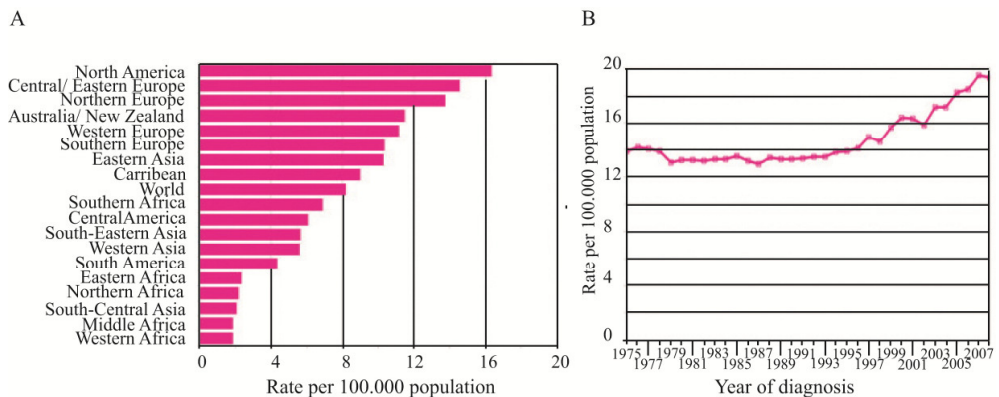 A
North America
Central/ Eastern Europe
Northern Europe
Australia/ New Zealand
Western Europe
Southern Europe
Eastern Asia
Carribean
World
Southern Africa
CentralAmerica
South-Eastern Asia
Western Asia
South America
Eastern Africa
Northern Africa
South-Central Asia
Middle Africa
Western Africa
0 4 8 12 16 20
Rate per 100.000 population
B
Rate per 100.000 population
20
16
12
8
4
0
1975 1979 1983 1987 1991 1995 1999 2003 2007
1977 1981 1985 1989 1993 1997 2001 2005
Year of diagnosis